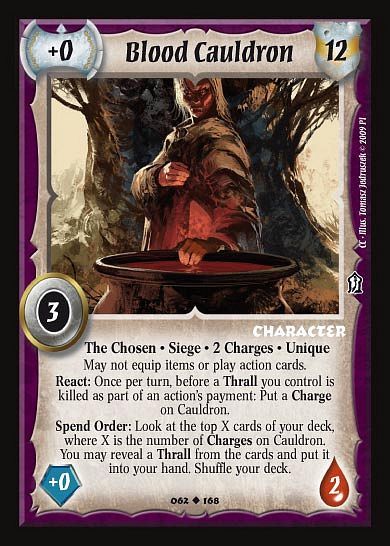 +0
Blood Cauldron
12
CC • Illus. Tomasz Jedruszek © 2009 P1
3
CHARACTER
The Chosen • Siege • 2 Charges • Unique
May not equip items or play action cards.
React: Once per turn, before a Thrall you control is
killed as part of an action's payment: Put a Charge
on Cauldron.
Spend Order: Look at the top X cards of your deck,
where X is the number of Charges on Cauldron.
You may reveal a Thrall from the cards and put it
into your hand. Shuffle your deck.
+0
062 ◆ 168
2